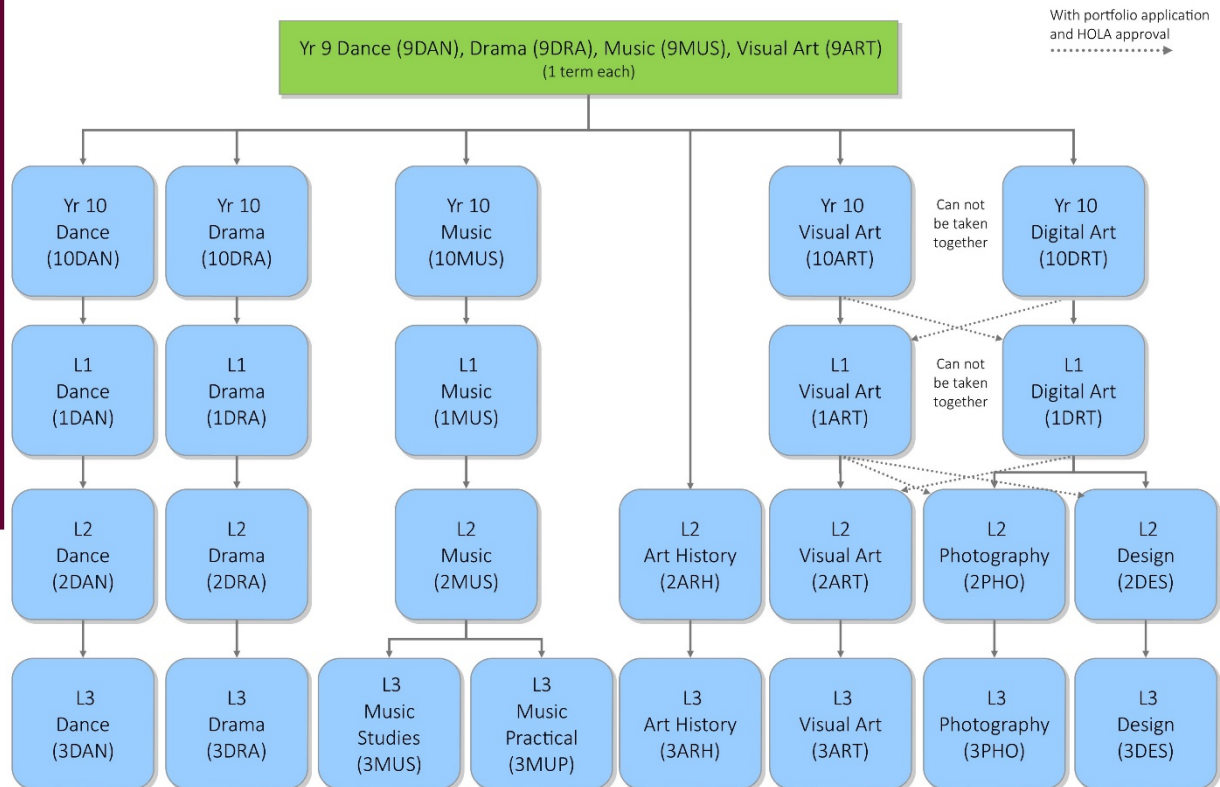 With portfolio application
and HOLA approval
Yr 9 Dance (9DAN), Drama (9DRA), Music (9MUS), Visual Art (9ART)
(1 term each)
Yr 10
Dance
(10DAN)
Yr 10
Drama
(10DRA)
Yr 10
Music
(10MUS)
Yr 10
Visual Art
(10ART)
Can not
be taken
together
Yr 10
Digital Art
(10DRT)
L1
Dance
(1DAN)
L1
Drama
(1DRA)
L1
Music
(1MUS)
L1
Visual Art
(1ART)
Can not
be taken
together
L1
Digital Art
(1DRT)
L2
Dance
(2DAN)
L2
Drama
(2DRA)
L2
Music
(2MUS)
L2
Art History
(2ARH)
L2
Visual Art
(2ART)
L2
Photography
(2PHO)
L2
Design
(2DES)
L3
Dance
(3DAN)
L3
Drama
(3DRA)
L3
Music
Studies
(3MUS)
L3
Music
Practical
(3MUP)
L3
Art History
(3ARH)
L3
Visual Art
(3ART)
L3
Photography
(3PHO)
L3
Design
(3DES)